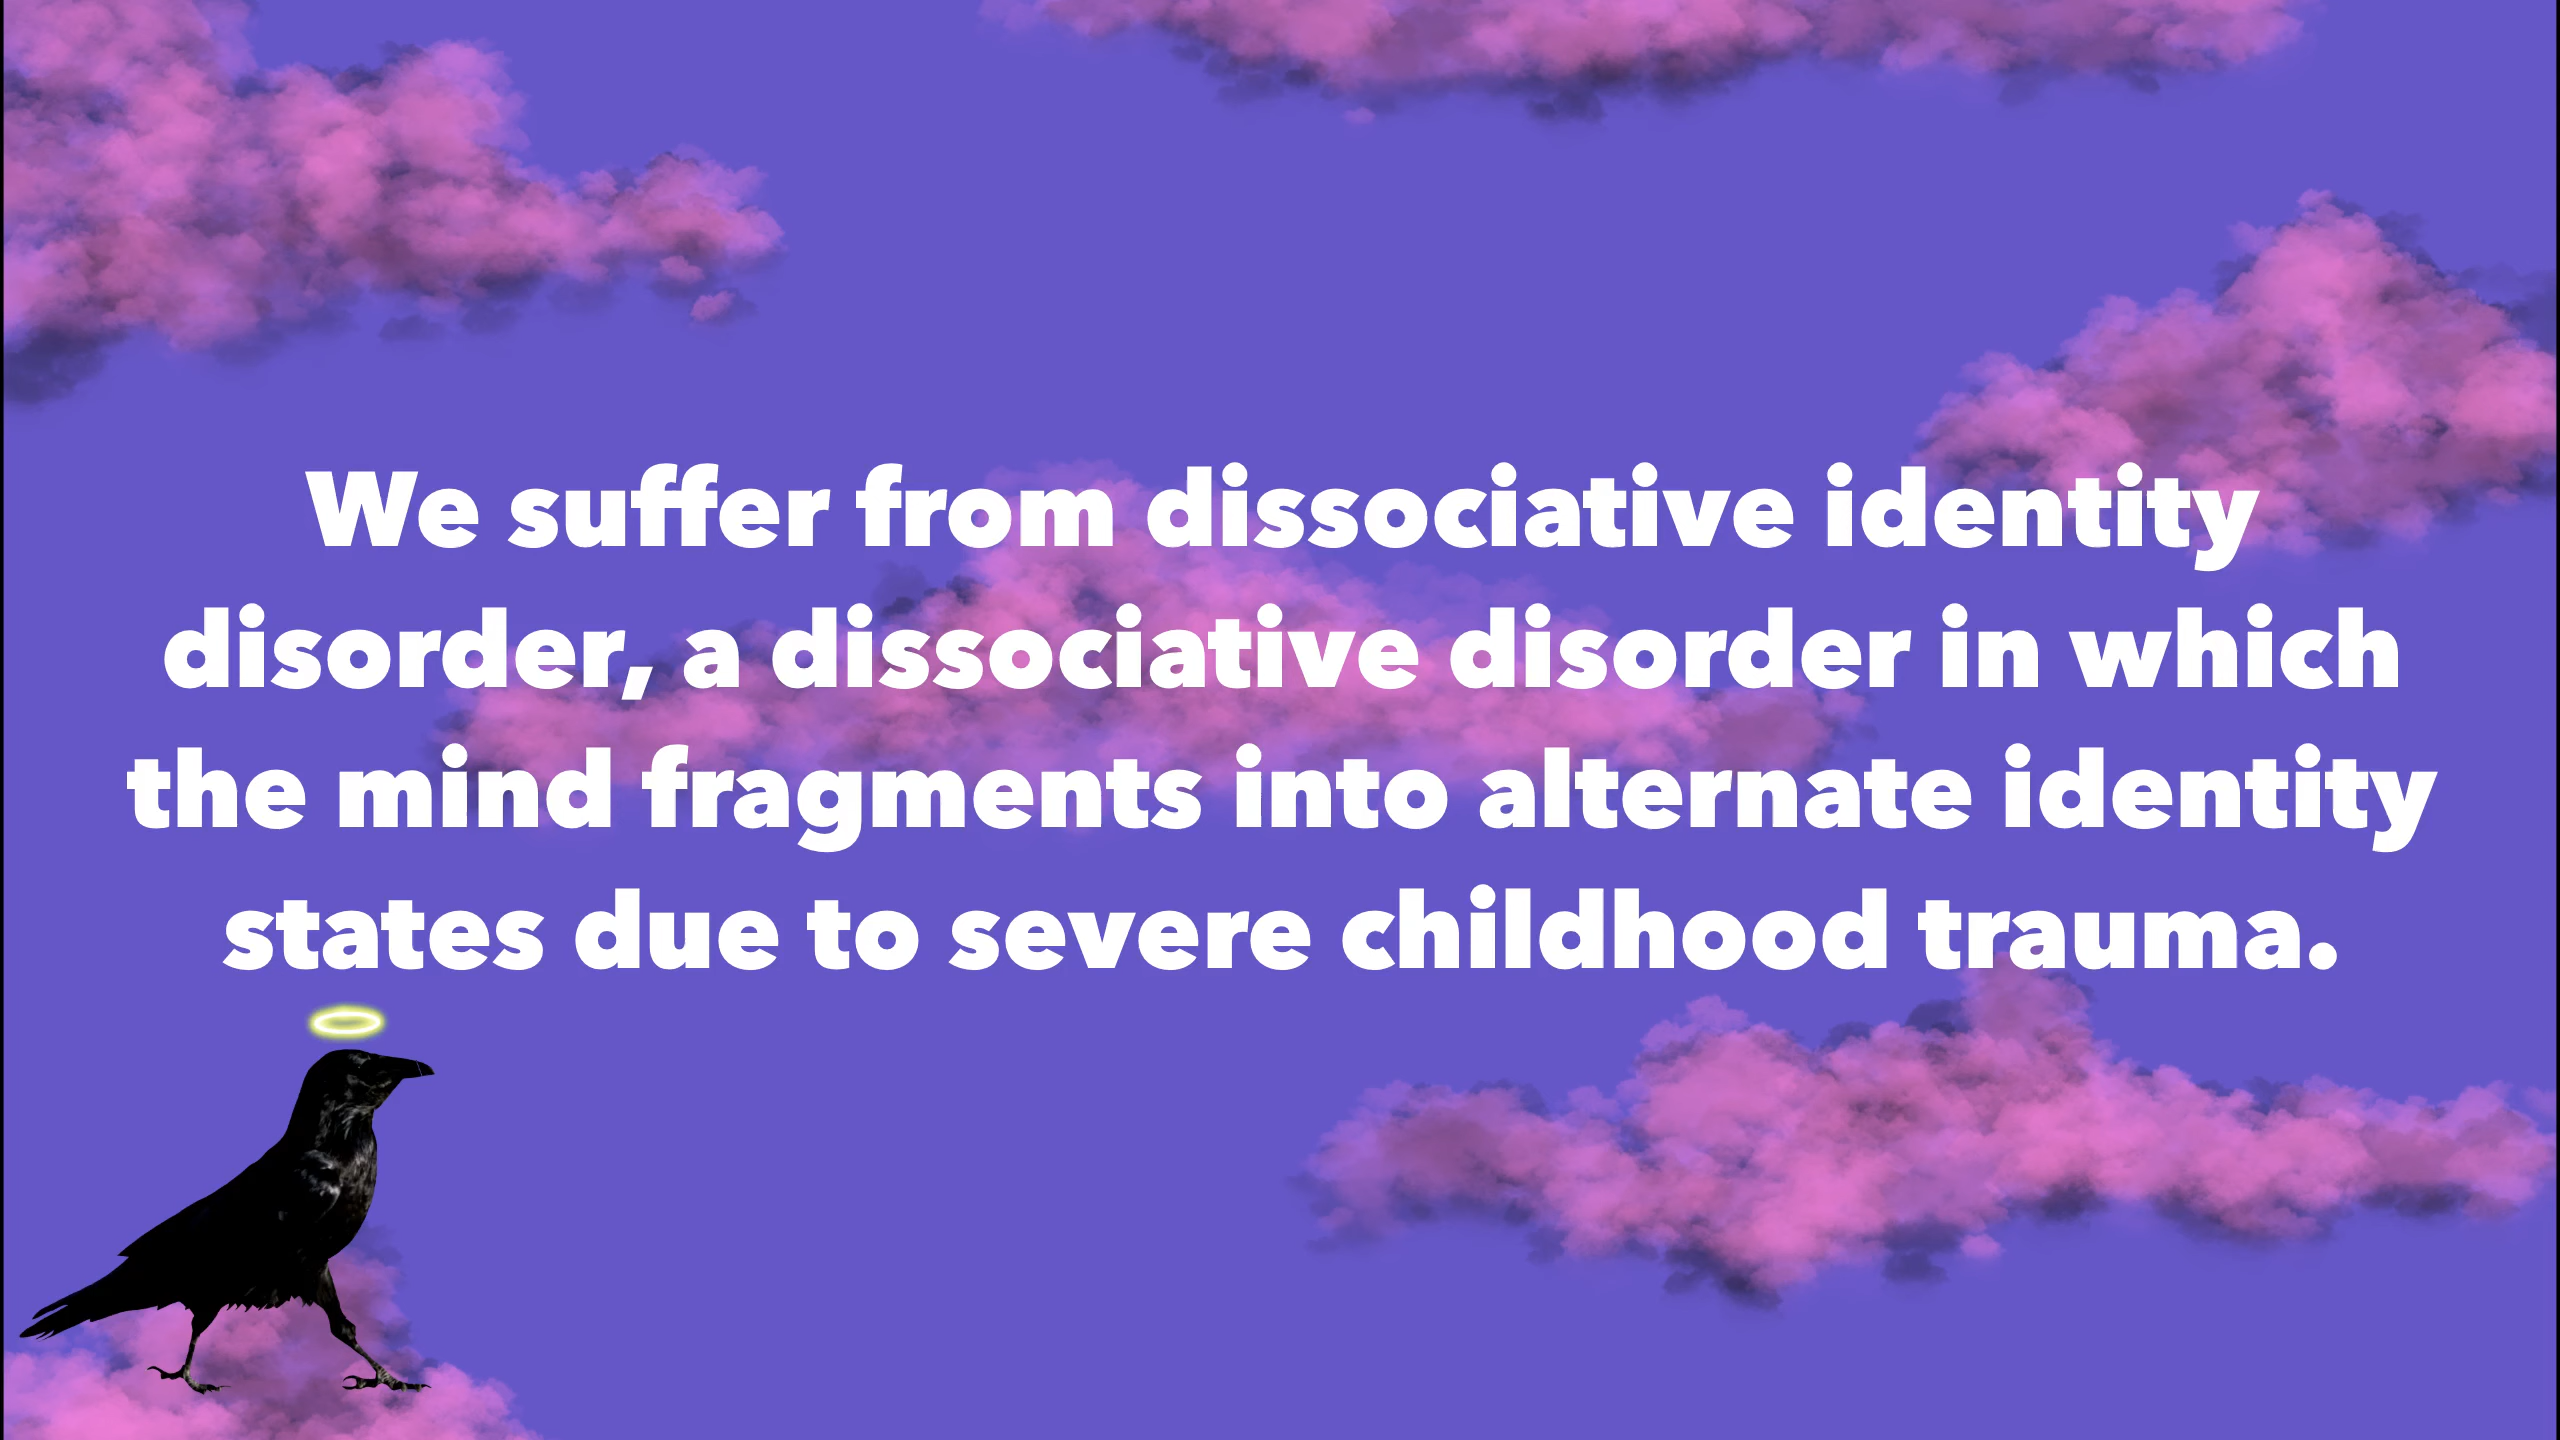 We suffer from dissociative identity
disorder, a dissociative disorder in which
the mind fragments into alternate identity
states due to severe childhood trauma.